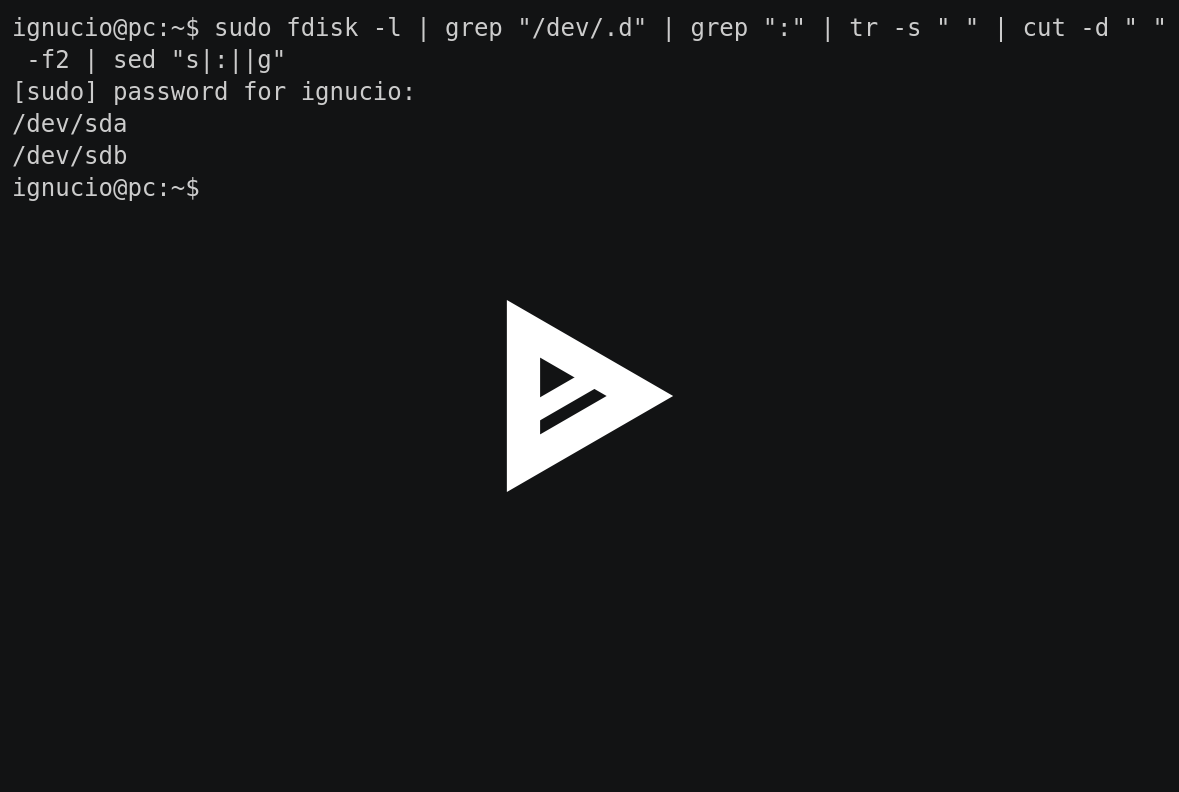 ignucio@pc:~$ sudo fdisk -l | grep "/dev/.d" | grep ":" | tr -s " " | cut -d " "
 -f2 | sed "s|:||g"
[sudo] password for ignucio:
/dev/sda
/dev/sdb
ignucio@pc:~$